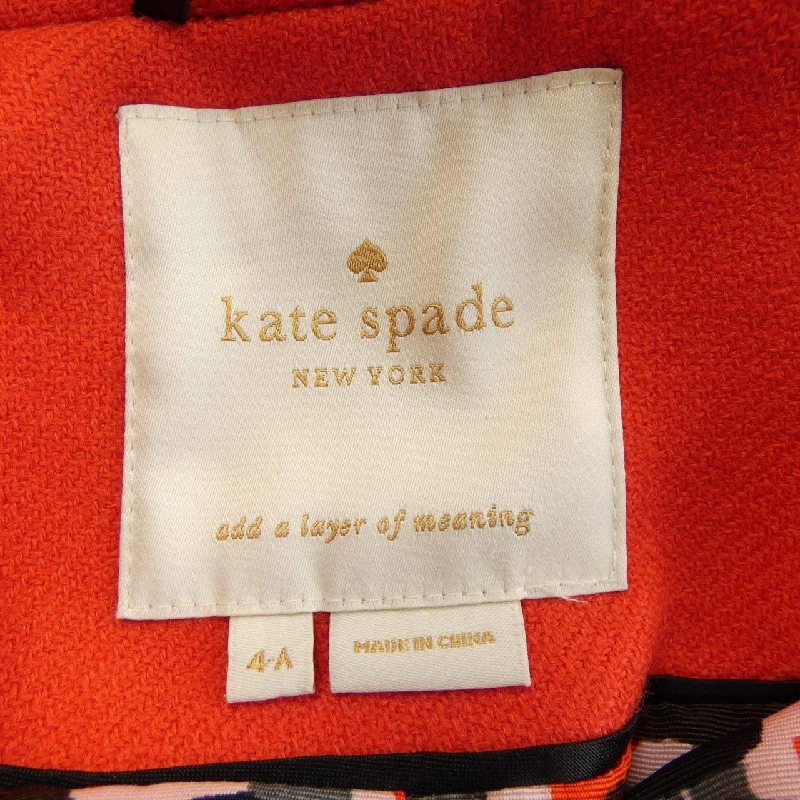 kate spade
NEW YORK
add a layer of meaning
4-A
MADE IN CHINA